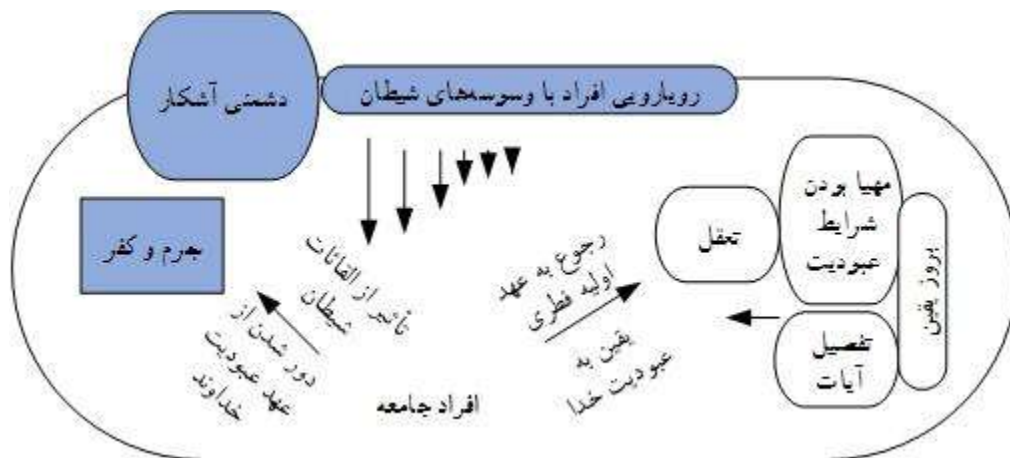 رویارویی افراد با وسوسه‌های شیطان
دشمنی آشکار
مهیا بودن
شرایط
عبودیت
تعقل
بروز یقین
تفصیل
آیات
رجوع به عهد
اولیه فطری
یقین به
عبودیت خدا
تأثیر از القائات
شیطان
دور شدن از
عهد عبودیت
خداوند
جرم و کفر
افراد جامعه